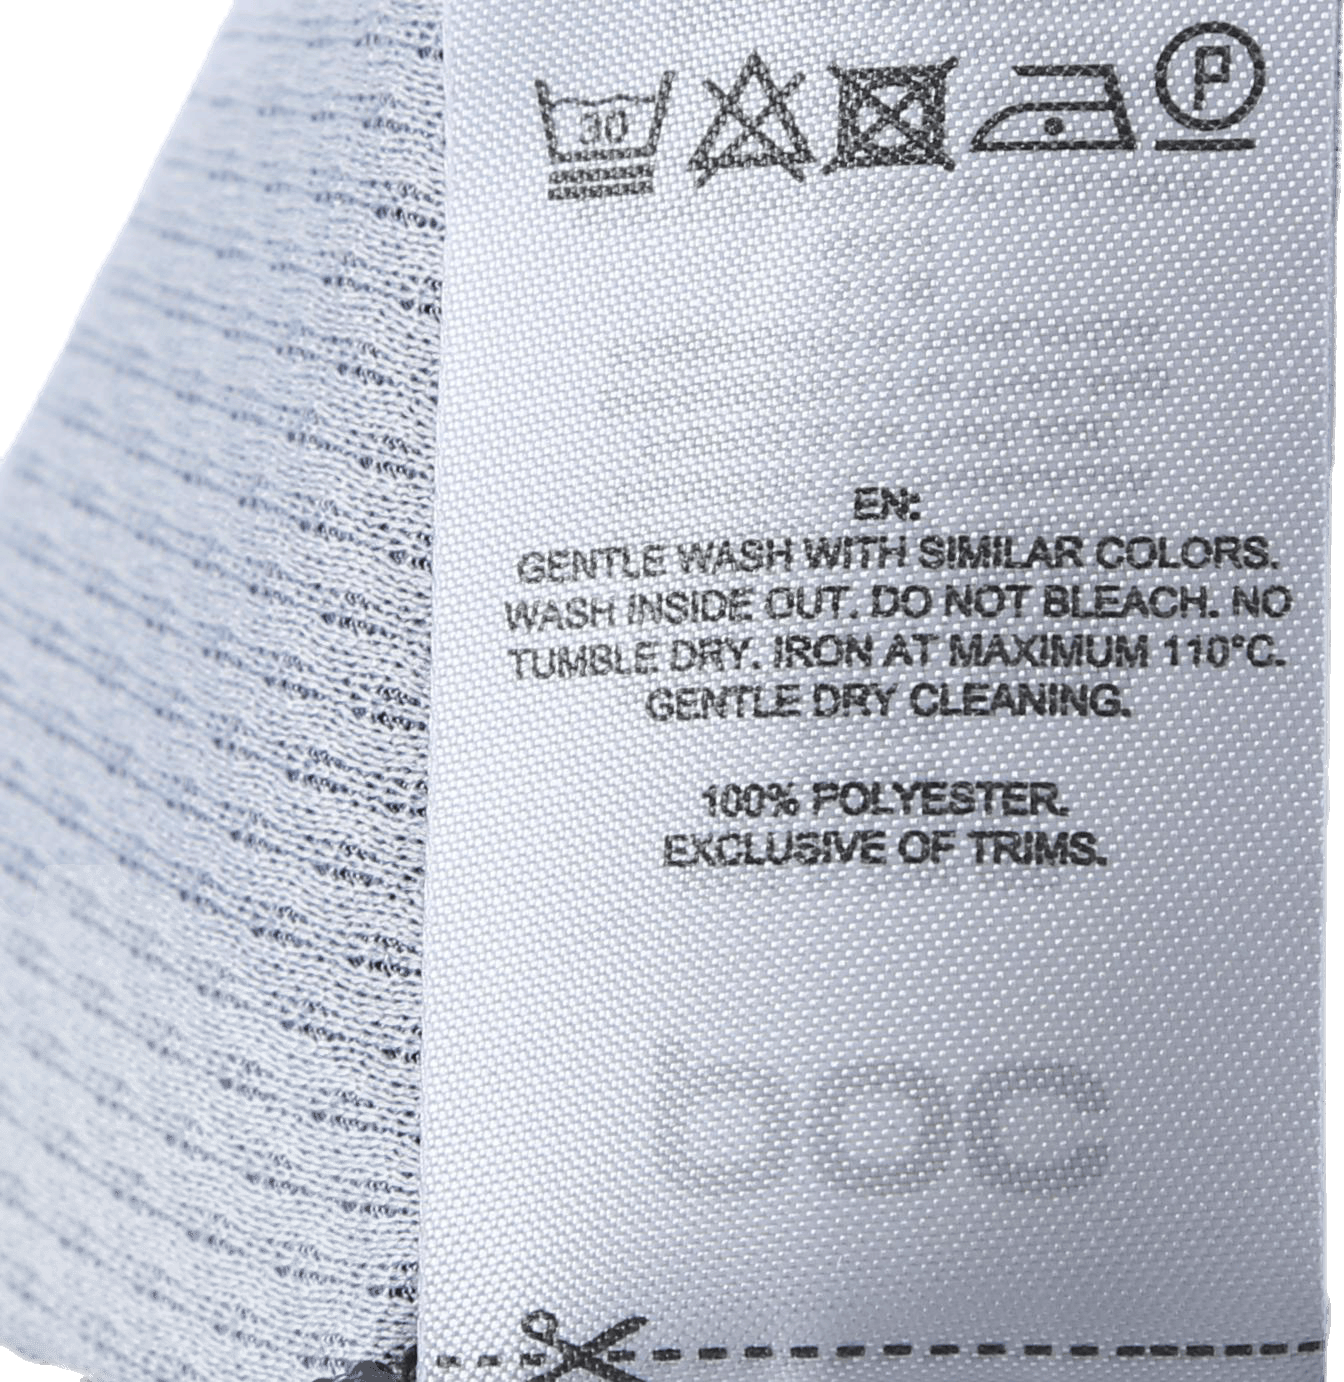 30
P
EN:
GENTLE WASH WITH SIMILAR COLORS.
WASH INSIDE OUT. DO NOT BLEACH. NO
TUMBLE DRY. IRON AT MAXIMUM 110°C.
GENTLE DRY CLEANING.
100% POLYESTER.
EXCLUSIVE OF TRIMS.